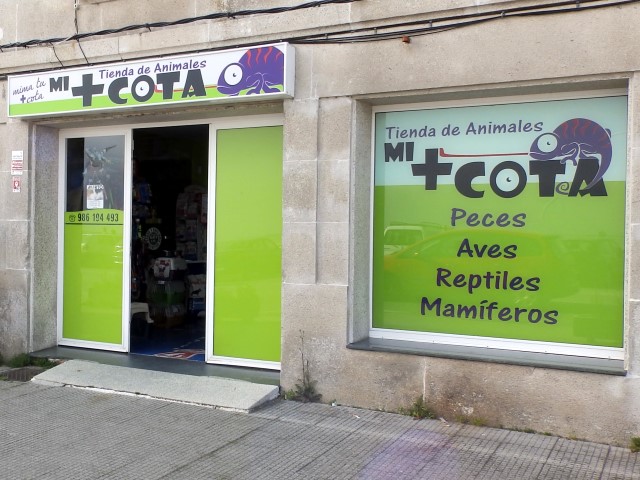 mima tu
+cota
Tienda de Animales
MI +COTA
986 194 493
Tienda de Animales
MI +COTA
Peces
Aves
Reptiles
Mamíferos